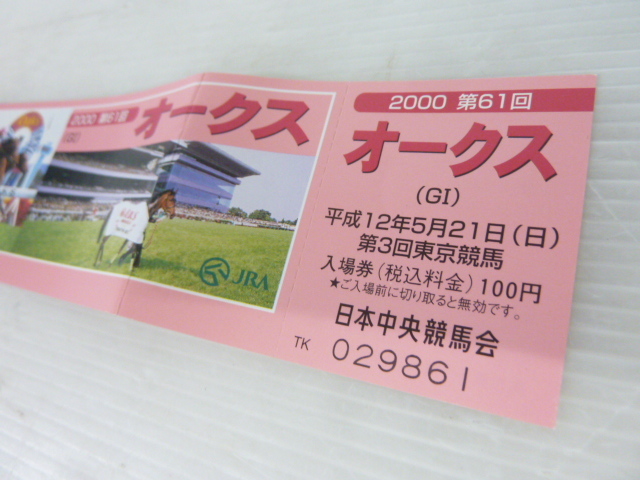 2000 第61回
オークス
(GI)
JRA
2000 第61回
オークス
(GI)
平成12年5月21日(日)
第3回東京競馬
入場券(税込料金)100円
★ご入場前に切り取ると無効です。
日本中央競馬会
TK 029861